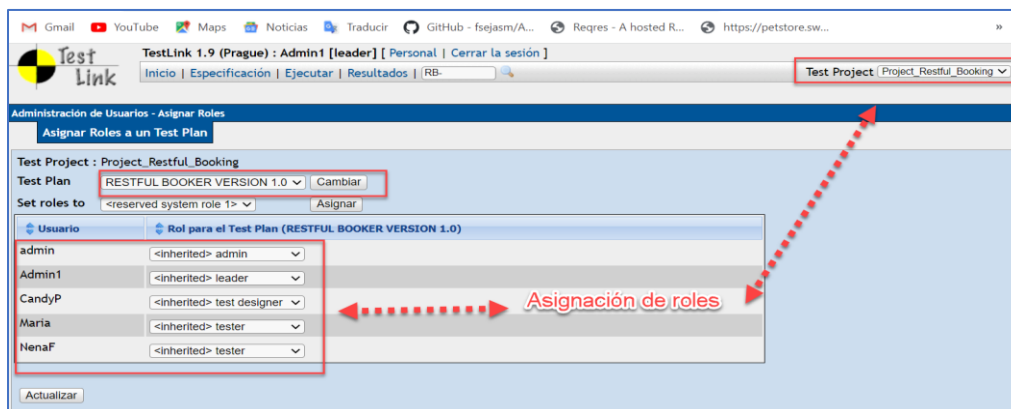 Gmail YouTube Maps Noticias Traducir GitHub - fsejasm/A... Reqres - A hosted R... https://petstore.sw... »
Test Link
TestLink 1.9 (Prague) : Admin1 [leader] [ Personal | Cerrar la sesión ]
Inicio | Especificación | Ejecutar | Resultados | RB-
Test Project Project_Restful_Booking
Administración de Usuarios - Asignar Roles
Asignar Roles a un Test Plan
Test Project : Project_Restful_Booking
Test Plan RESTFUL BOOKER VERSION 1.0 Cambiar
Set roles to <reserved system role 1> Asignar
Usuario Rol para el Test Plan (RESTFUL BOOKER VERSION 1.0)
admin <inherited> admin
Admin1 <inherited> leader
CandyP <inherited> test designer
Asignación de roles
Maria <inherited> tester
NenaF <inherited> tester
Actualizar